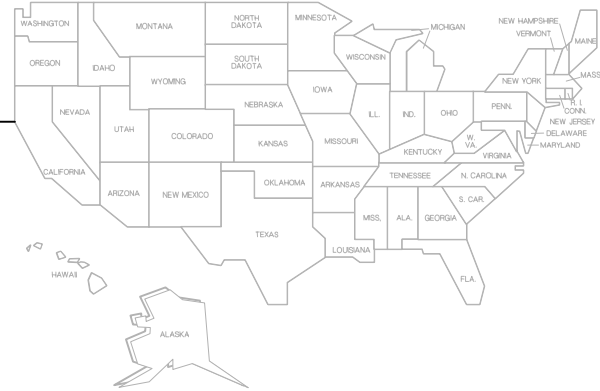 WASHINGTON
MONTANA
NORTH
DAKOTA
MINNESOTA
MICHIGAN
NEW HAMPSHIRE
VERMONT
MAINE
OREGON
IDAHO
SOUTH
DAKOTA
WISCONSIN
WYOMING
NEW YORK
MASS
IOWA
NEBRASKA
PENN.
R. I.
CONN.
NEVADA
ILL.
IND.
OHIO
NEW JERSEY
UTAH
COLORADO
KANSAS
MISSOURI
W.
VA.
DELAWARE
MARYLAND
KENTUCKY
VIRGINIA
CALIFORNIA
TENNESSEE
N. CAROLINA
ARIZONA
NEW MEXICO
OKLAHOMA
ARKANSAS
S. CAR.
MISS.
ALA.
GEORGIA
TEXAS
LOUISIANA
HAWAII
FLA.
ALASKA